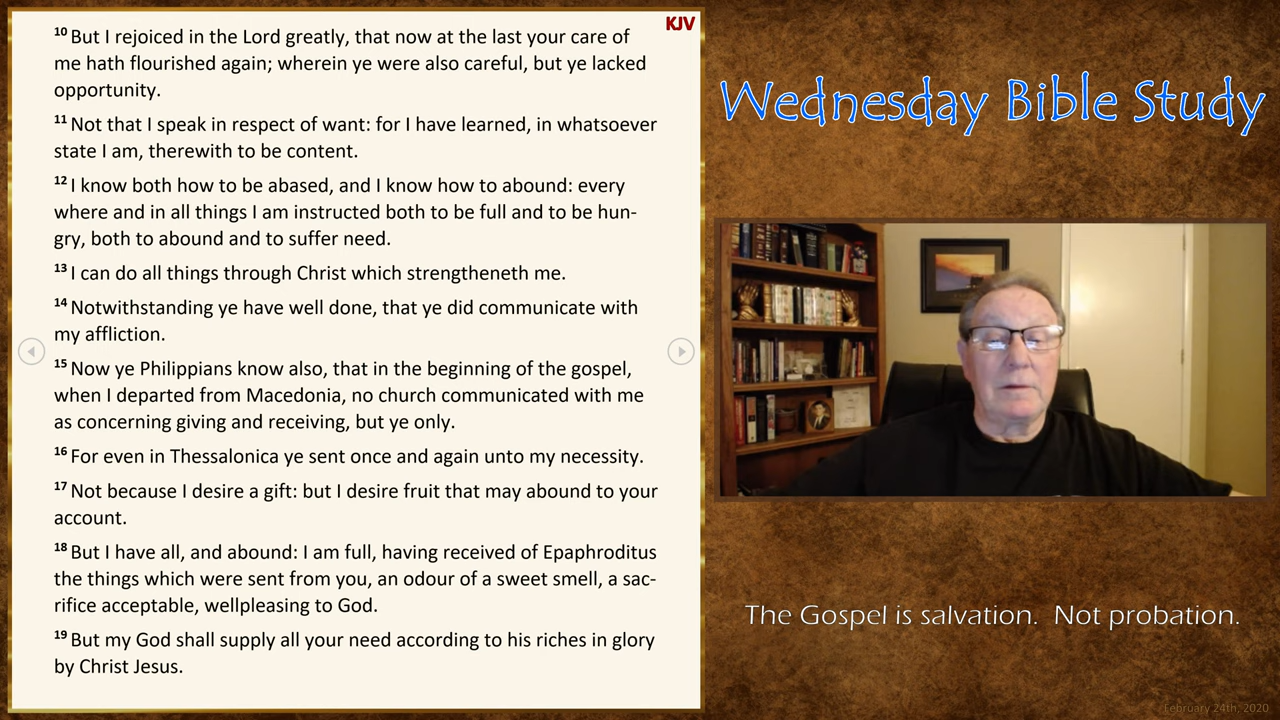 KJV
10 But I rejoiced in the Lord greatly, that now at the last your care of
me hath flourished again; wherein ye were also careful, but ye lacked
opportunity.
11 Not that I speak in respect of want: for I have learned, in whatsoever
state I am, therewith to be content.
12 I know both how to be abased, and I know how to abound: every
where and in all things I am instructed both to be full and to be hun-
gry, both to abound and to suffer need.
13 I can do all things through Christ which strengtheneth me.
14 Notwithstanding ye have well done, that ye did communicate with
my affliction.
15 Now ye Philippians know also, that in the beginning of the gospel,
when I departed from Macedonia, no church communicated with me
as concerning giving and receiving, but ye only.
16 For even in Thessalonica ye sent once and again unto my necessity.
17 Not because I desire a gift: but I desire fruit that may abound to your
account.
18 But I have all, and abound: I am full, having received of Epaphroditus
the things which were sent from you, an odour of a sweet smell, a sac-
rifice acceptable, wellpleasing to God.
19 But my God shall supply all your need according to his riches in glory
by Christ Jesus.
Wednesday Bible Study
The Gospel is salvation.  Not probation.
February 24th, 2020